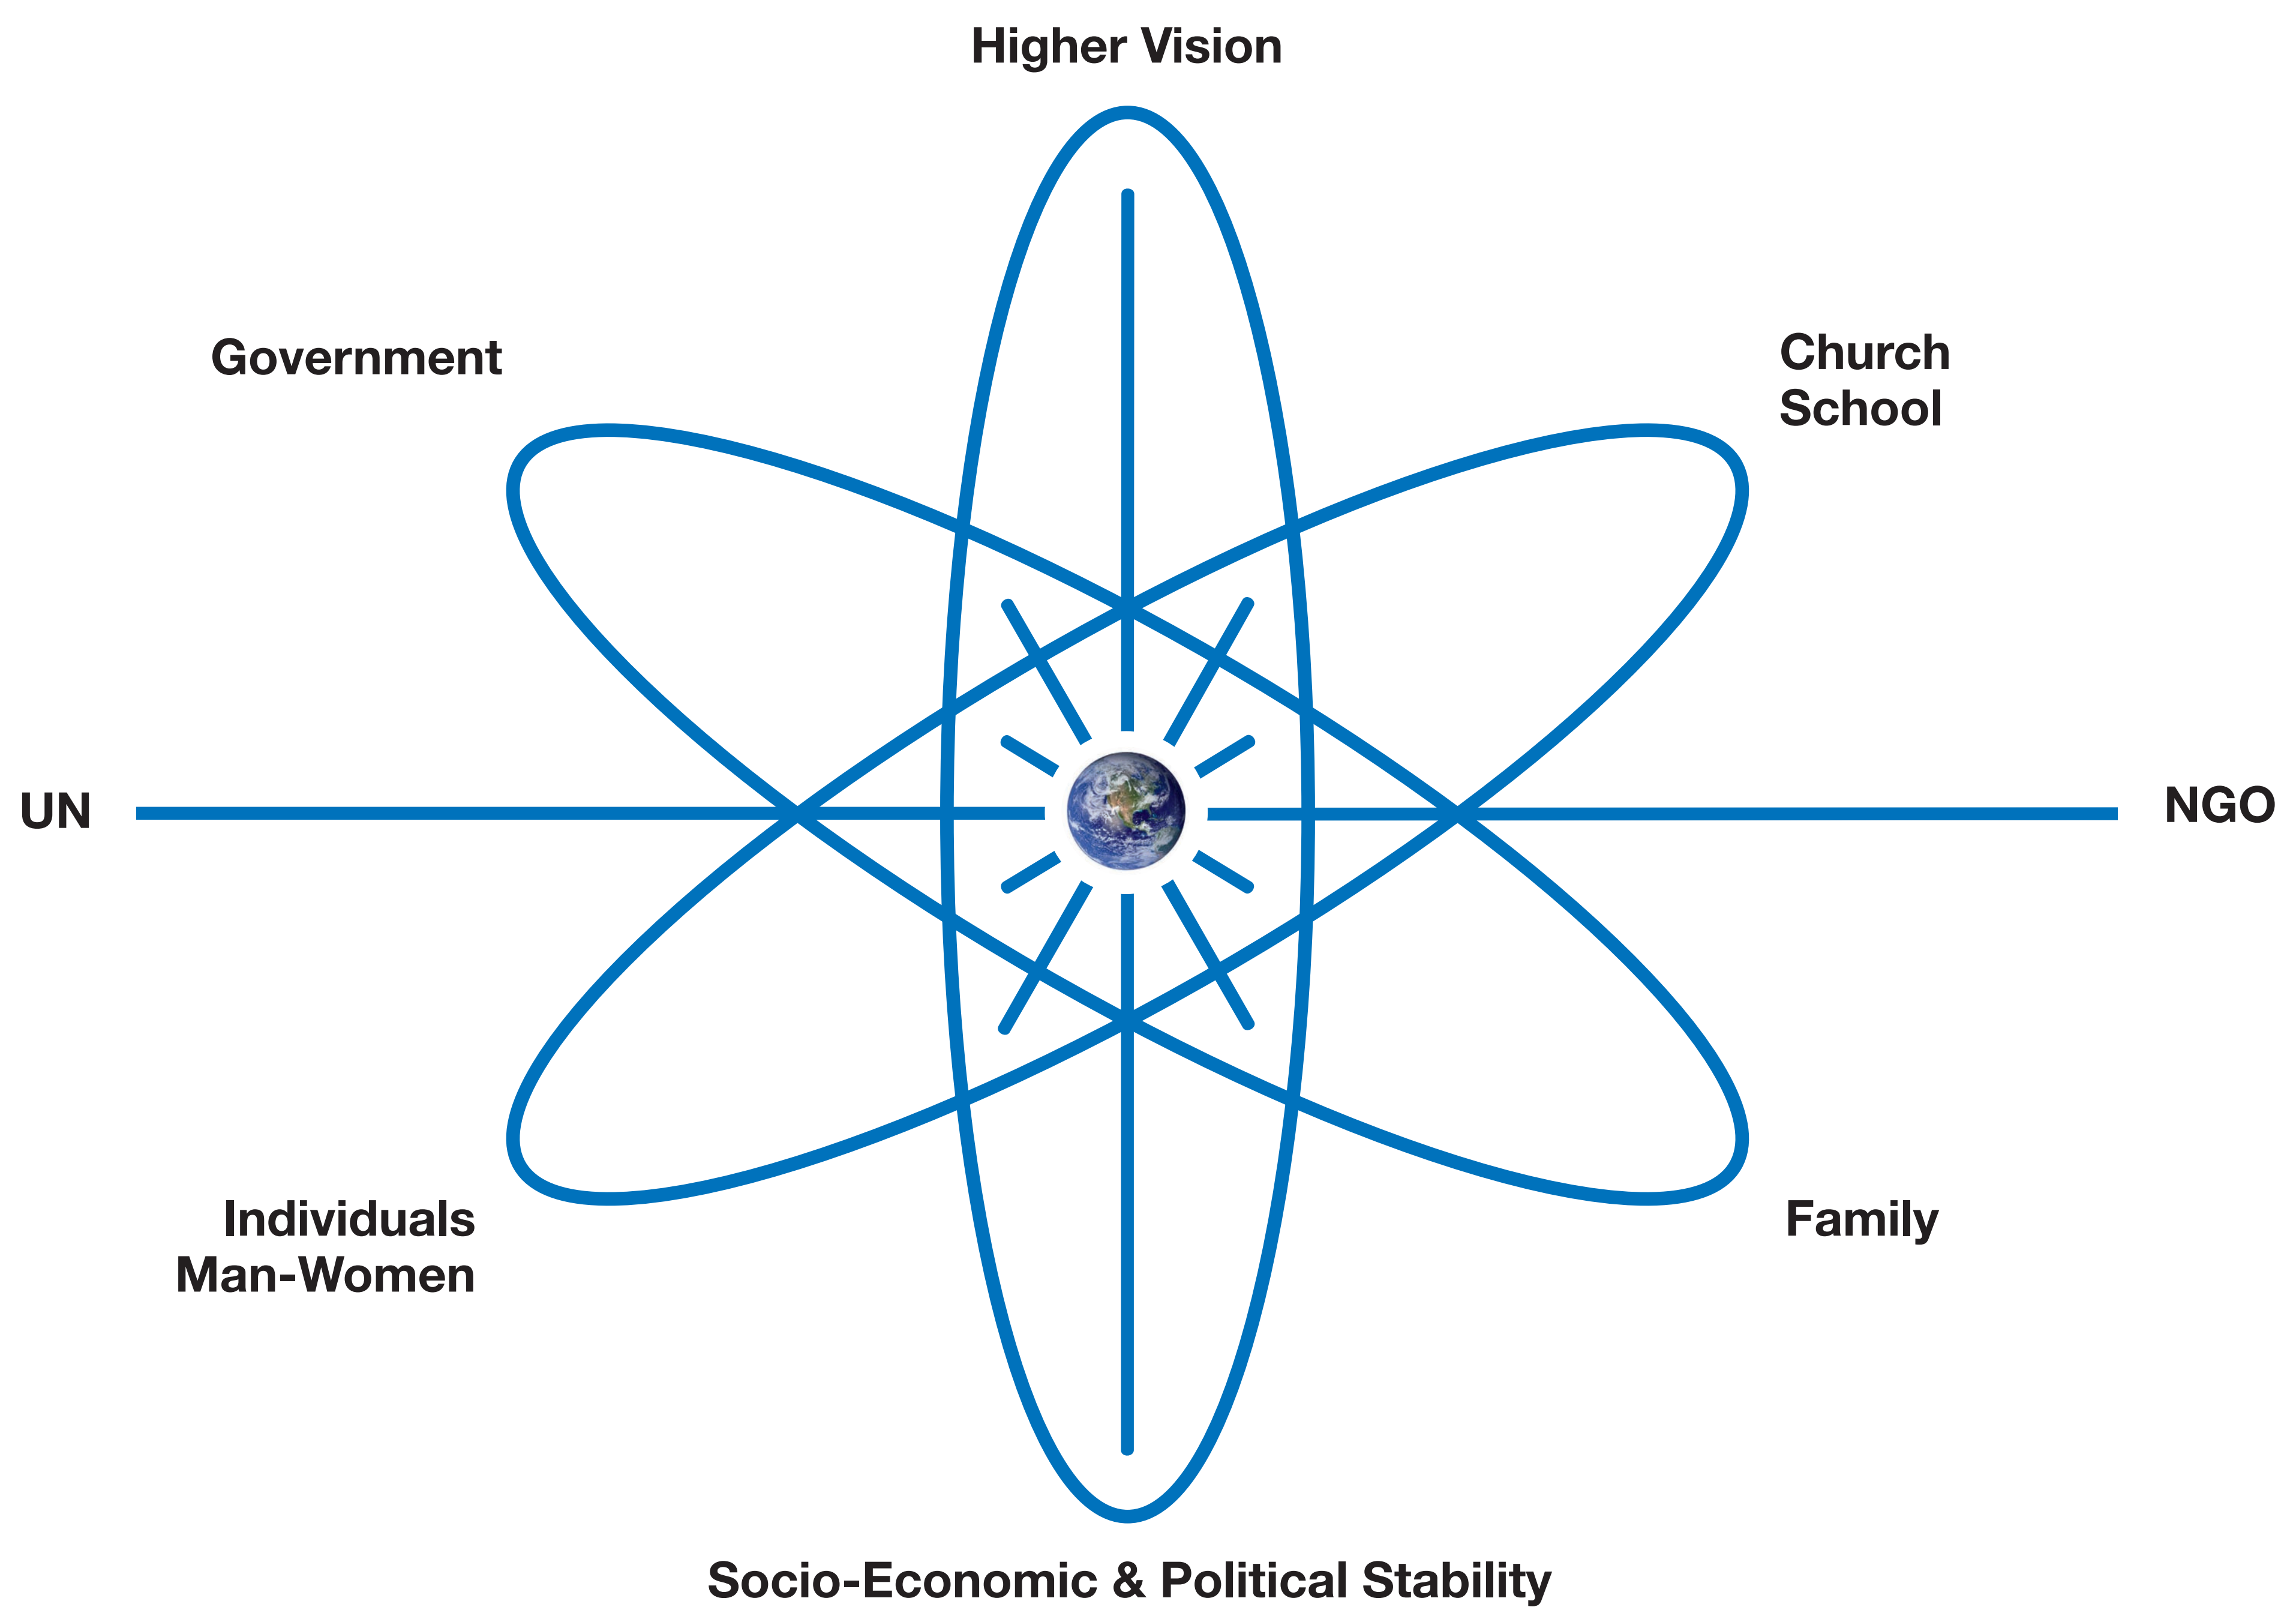 Higher Vision
Government
Church
School
UN
NGO
Individuals
Man-Women
Family
Socio-Economic & Political Stability